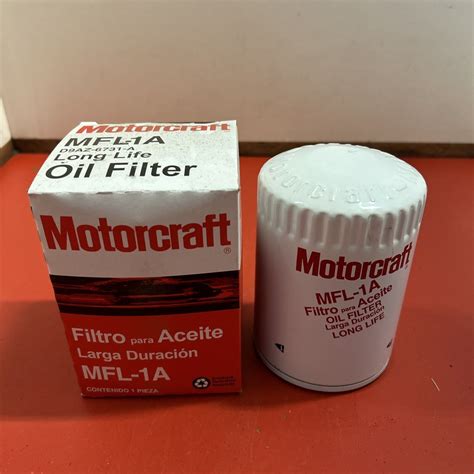 Motorcraft
MFL-1A
D9AZ-6731-A
Long-Life
Oil Filter
Motorcraft®
Filtro para Aceite
Larga Duración
MFL-1A
CONTENIDO 1 PIEZA
Motorcraft
MFL-1A
Filtro para Aceite
OIL FILTER
Larga Duración
LONG LIFE